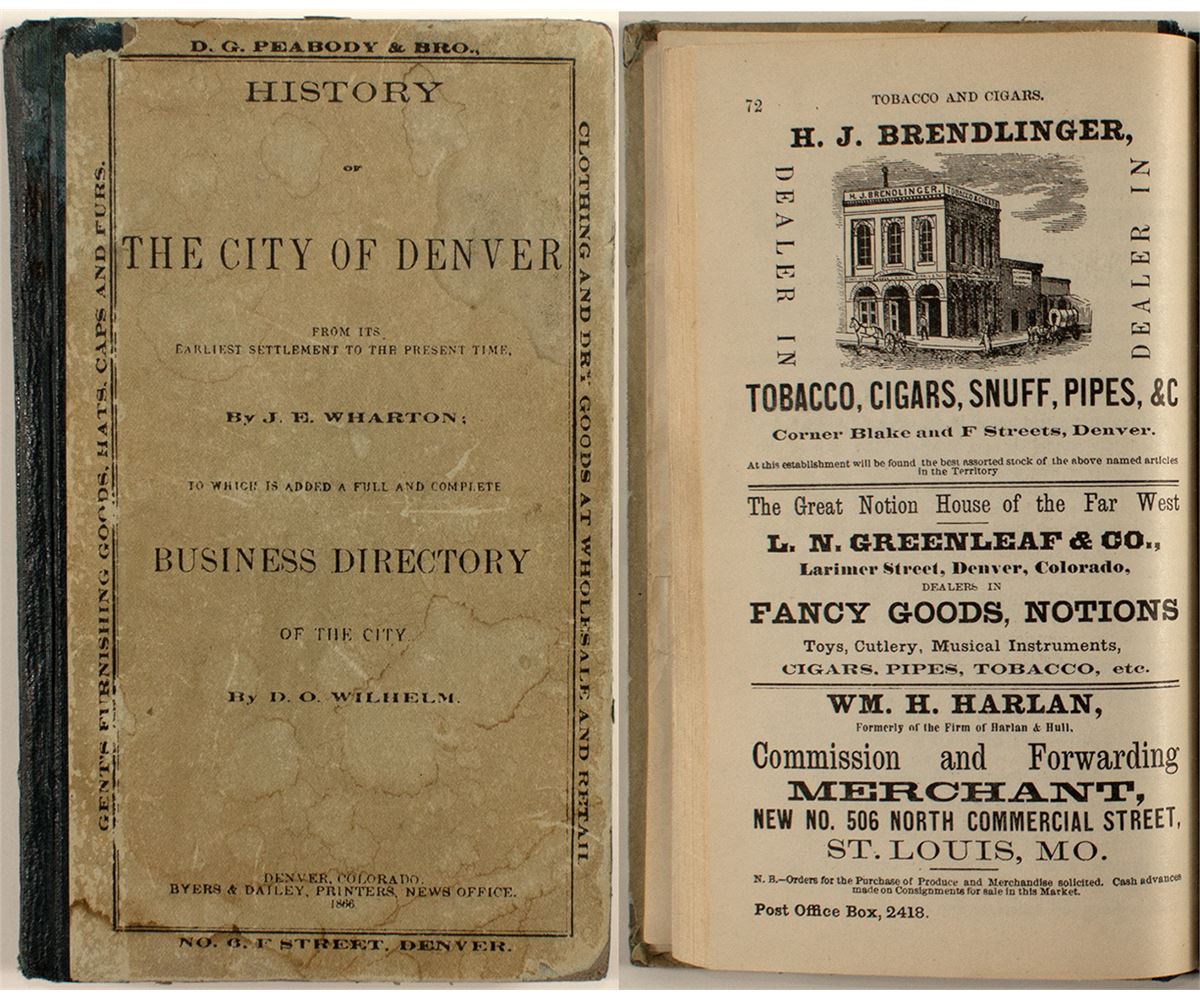 D. G. PEABODY & BRO.,
HISTORY
OF
THE CITY OF DENVER
FROM ITS
EARLIEST SETTLEMENT TO THE PRESENT TIME,
By J. E. WHARTON;
TO WHICH IS ADDED A FULL AND COMPLETE
BUSINESS DIRECTORY
OF THE CITY.
By D. O. WILHELM.
DENVER, COLORADO:
BYERS & DAILEY, PRINTERS, NEWS OFFICE.
1866
GENT'S FURNISHING GOODS, HATS, CAPS AND FURS.
CLOTHING AND DRY GOODS AT WHOLESALE AND RETAIL
NO. 6. F STREET, DENVER.
72
TOBACCO AND CIGARS.
H. J. BRENDLINGER,
DEALER IN
H. J. BRENDLINGER.
TOBACCO & CIGARS
DEALER IN
TOBACCO, CIGARS, SNUFF, PIPES, &C
Corner Blake and F Streets, Denver.
At this establishment will be found the best assorted stock of the above named articles
in the Territory
The Great Notion House of the Far West
L. N. GREENLEAF & CO.,
Larimer Street, Denver, Colorado,
DEALERS IN
FANCY GOODS, NOTIONS
Toys, Cutlery, Musical Instruments,
CIGARS, PIPES, TOBACCO, etc.
WM. H. HARLAN,
Formerly of the Firm of Harlan & Hull,
Commission and Forwarding
MERCHANT,
NEW NO. 506 NORTH COMMERCIAL STREET,
ST. LOUIS, MO.
N. B.—Orders for the Purchase of Produce and Merchandise solicited. Cash advances
made on Consignments for sale in this Market.
Post Office Box, 2418.